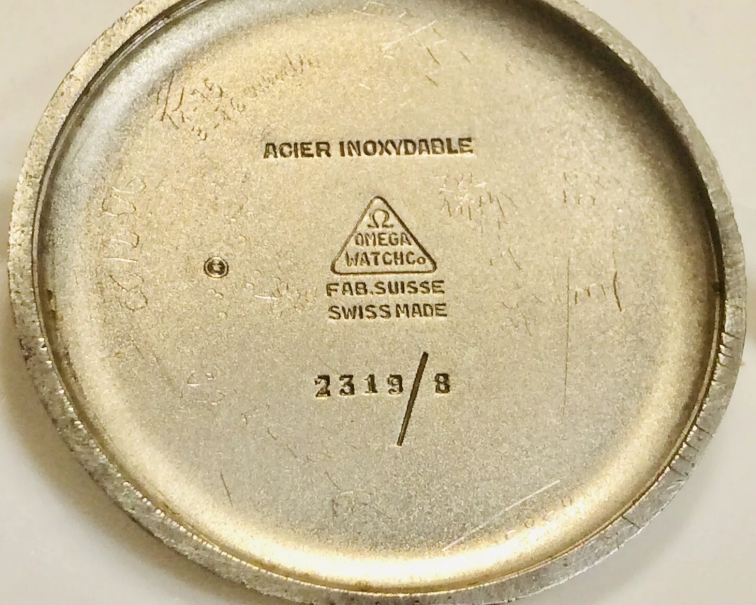 ACIER INOXYDABLE
Ω
OMEGA
WATCH Co
FAB. SUISSE
SWISS MADE
2319/8